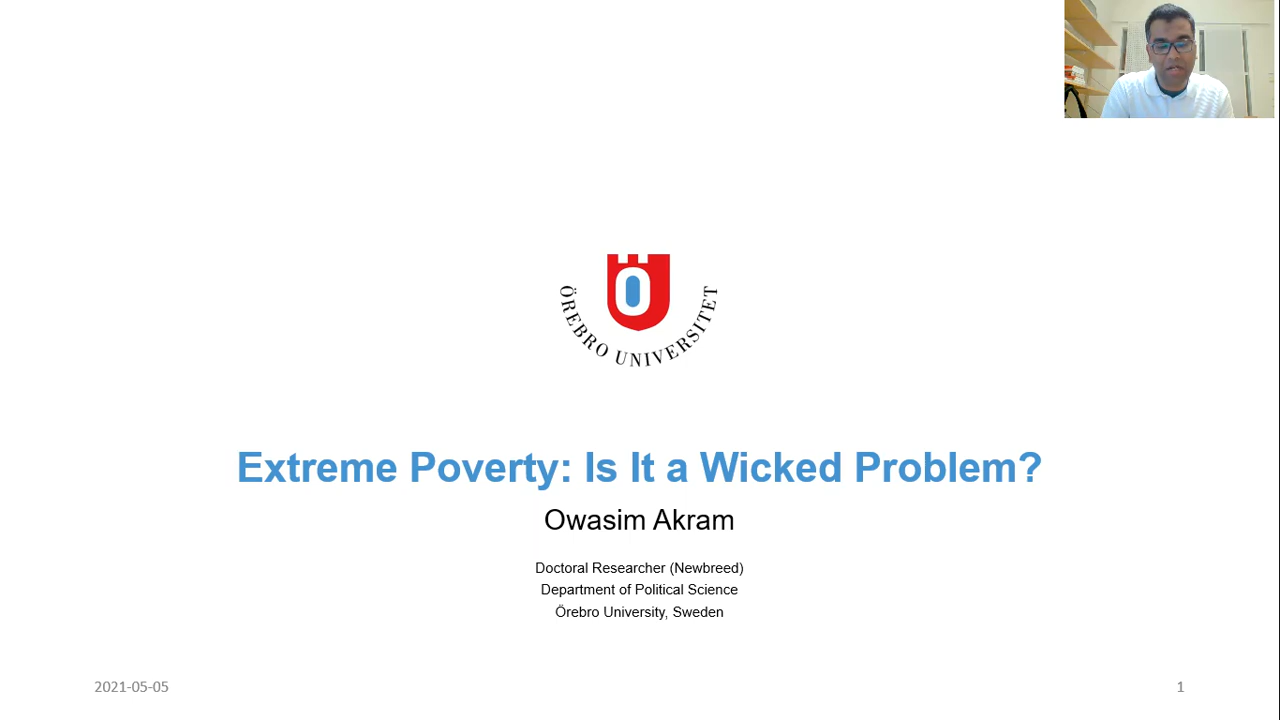 ÖREBRO UNIVERSITET
Extreme Poverty: Is It a Wicked Problem?
Owasim Akram
Doctoral Researcher (Newbreed)
Department of Political Science
Örebro University, Sweden
2021-05-05
1